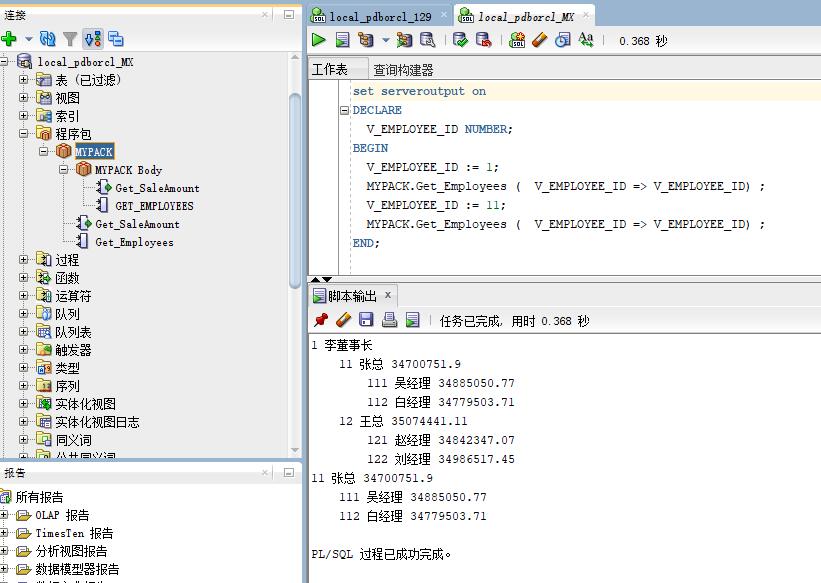 连接
local_pdborcl_MX
表 (已过滤)
视图
索引
程序包
MYPACK
MYPACK Body
Get_SaleAmount
GET_EMPLOYEES
Get_SaleAmount
Get_Employees
过程
函数
运算符
队列
队列表
触发器
类型
序列
实体化视图
实体化视图日志
同义词
公共同义词
报告
所有报告
OLAP 报告
TimesTen 报告
分析视图报告
数据模型器报告
local_pdborcl_129
local_pdborcl_MX
0.368 秒
工作表 查询构建器
set serveroutput on
DECLARE
V_EMPLOYEE_ID NUMBER;
BEGIN
V_EMPLOYEE_ID := 1;
MYPACK.Get_Employees (  V_EMPLOYEE_ID => V_EMPLOYEE_ID) ;
V_EMPLOYEE_ID := 11;
MYPACK.Get_Employees (  V_EMPLOYEE_ID => V_EMPLOYEE_ID) ;
END;
脚本输出
任务已完成, 用时 0.368 秒
1 李董事长
11 张总 34700751.9
111 吴经理 34885050.77
112 白经理 34779503.71
12 王总 35074441.11
121 赵经理 34842347.07
122 刘经理 34986517.45
11 张总 34700751.9
111 吴经理 34885050.77
112 白经理 34779503.71
PL/SQL 过程已成功完成。